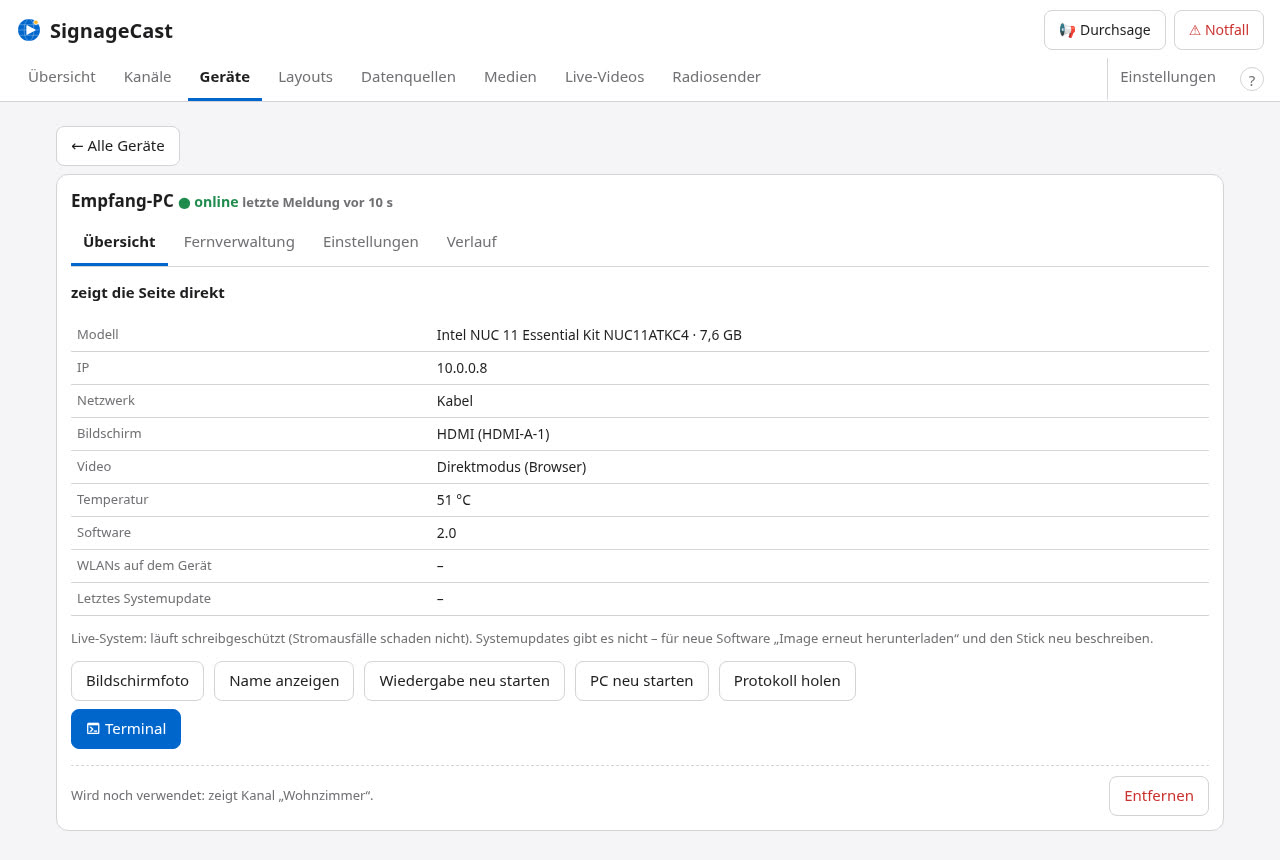 SignageCast
Durchsage
Notfall
Übersicht Kanäle Geräte Layouts Datenquellen Medien Live-Videos Radiosender Einstellungen ?
← Alle Geräte
Empfang-PC ● online letzte Meldung vor 10 s
Übersicht Fernverwaltung Einstellungen Verlauf
zeigt die Seite direkt
Modell Intel NUC 11 Essential Kit NUC11ATKC4 · 7,6 GB
IP 10.0.0.8
Netzwerk Kabel
Bildschirm HDMI (HDMI-A-1)
Video Direktmodus (Browser)
Temperatur 51 °C
Software 2.0
WLANs auf dem Gerät –
Letztes Systemupdate –
Live-System: läuft schreibgeschützt (Stromausfälle schaden nicht). Systemupdates gibt es nicht – für neue Software „Image erneut herunterladen“ und den Stick neu beschreiben.
Bildschirmfoto Name anzeigen Wiedergabe neu starten PC neu starten Protokoll holen
Terminal
Wird noch verwendet: zeigt Kanal „Wohnzimmer“. Entfernen